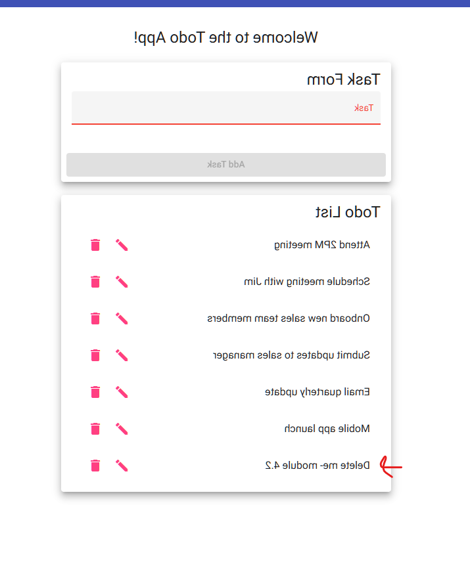 Welcome to the Todo App!
Task Form
Task
Add Task
Todo List
Attend 2PM meeting
Schedule meeting with Jim
Onboard new sales team members
Submit updates to sales manager
Email quarterly update
Mobile app launch
Delete me- module 4.2